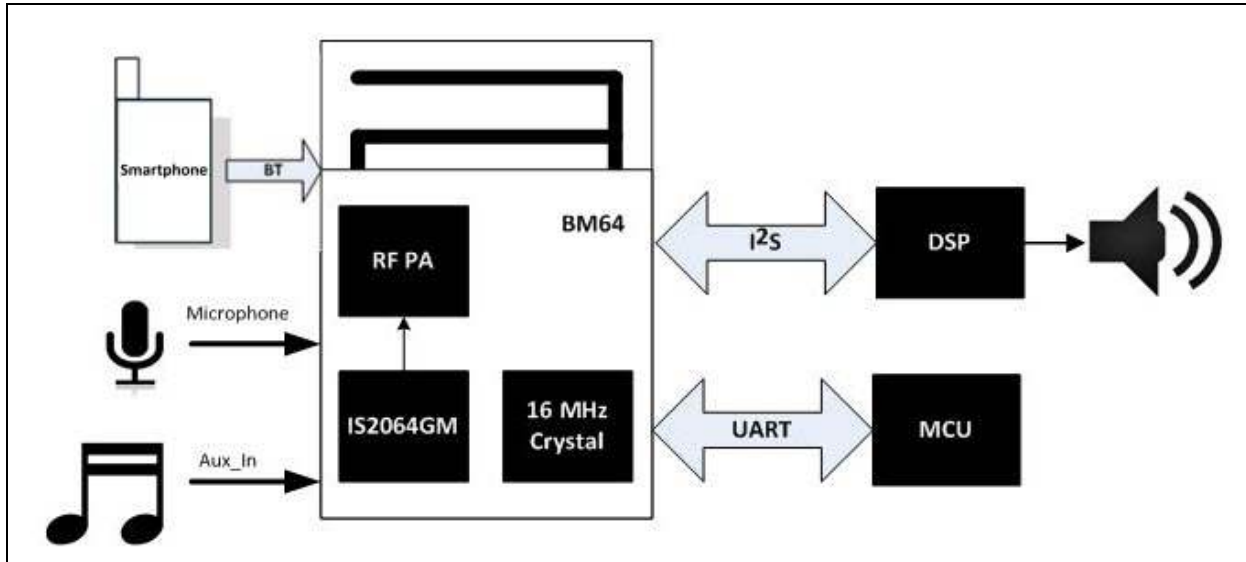 Smartphone
BT
BM64
RF PA
I²S
DSP
Microphone
IS2064GM
16 MHz
Crystal
UART
MCU
Aux_In